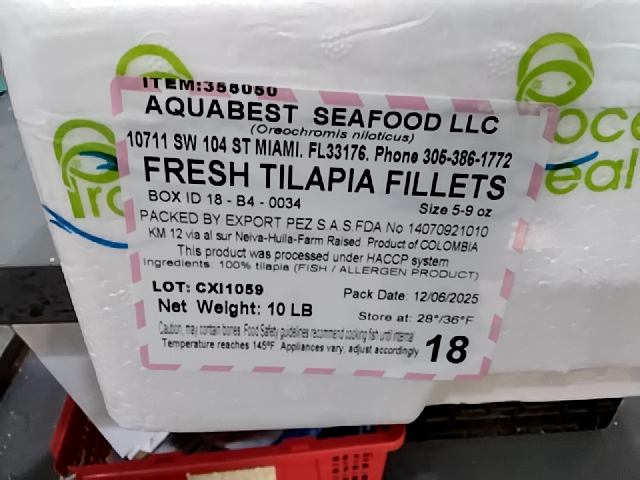 ITEM:358050
AQUABEST SEAFOOD LLC
(Oreochromis niloticus)
10711 SW 104 ST MIAMI. FL33176. Phone 305-386-1772
FRESH TILAPIA FILLETS
BOX ID 18 - B4 - 0034
Size 5-9 oz
PACKED BY EXPORT PEZ S.A.S.FDA No 14070921010
KM 12 via al sur Neiva-Huila-Farm Raised Product of COLOMBIA
This product was processed under HACCP system
Ingredients: 100% tilapia (FISH / ALLERGEN PRODUCT)
LOT: CXI1059
Pack Date: 12/06/2025
Net Weight: 10 LB
Store at: 28°/36°F
Caution, may contain bones. Food Safety guidelines recommend cooking fish until internal
Temperature reaches 145ºF Appliances vary, adjust accordingly
18